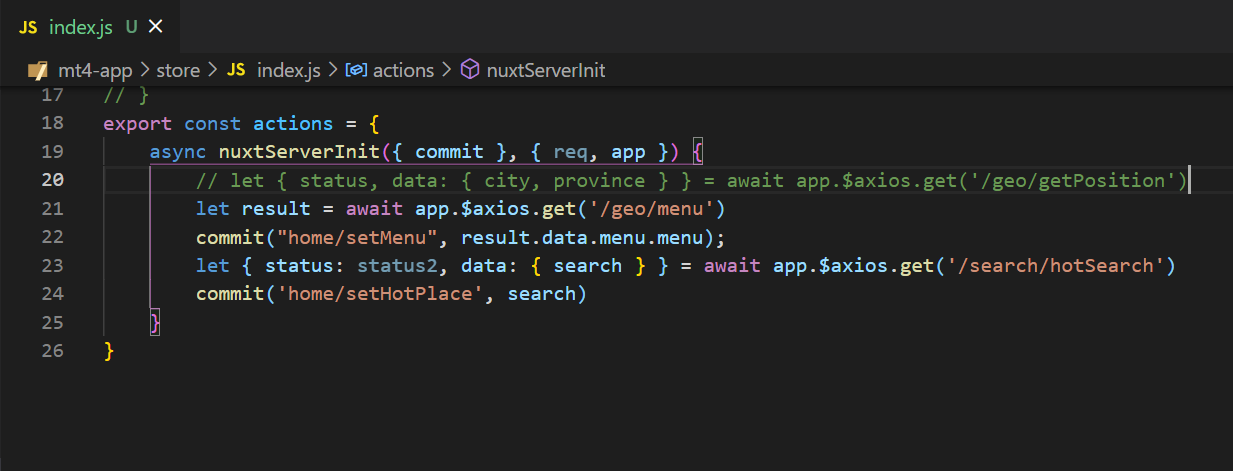 JS index.js U
mt4-app > store > JS index.js > actions > nuxtServerInit
17 // }
18 export const actions = {
19 async nuxtServerInit({ commit }, { req, app }) {
20 // let { status, data: { city, province } } = await app.$axios.get('/geo/getPosition')
21 let result = await app.$axios.get('/geo/menu')
22 commit("home/setMenu", result.data.menu.menu);
23 let { status: status2, data: { search } } = await app.$axios.get('/search/hotSearch')
24 commit('home/setHotPlace', search)
25 }
26 }